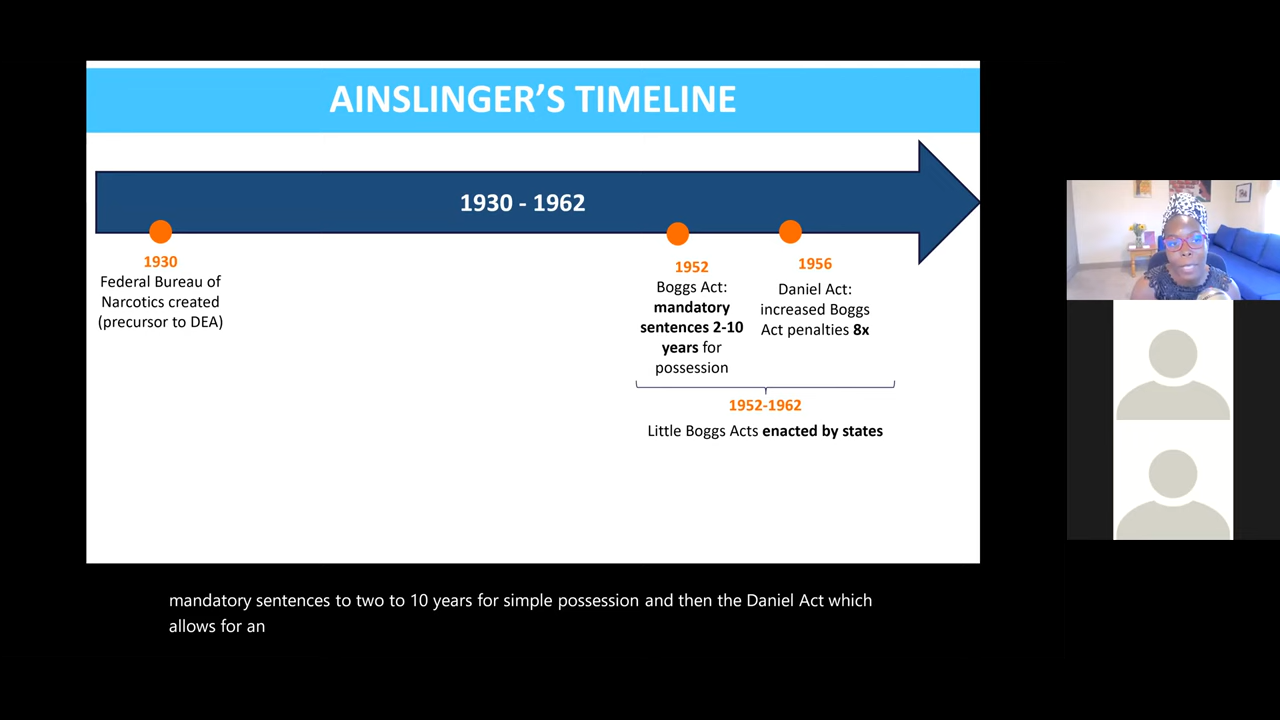 AINSLINGER’S TIMELINE
1930 - 1962
1930
Federal Bureau of
Narcotics created
(precursor to DEA)
1952
Boggs Act:
mandatory
sentences 2-10
years for
possession
1956
Daniel Act:
increased Boggs
Act penalties 8x
1952-1962
Little Boggs Acts enacted by states
mandatory sentences to two to 10 years for simple possession and then the Daniel Act which
allows for an